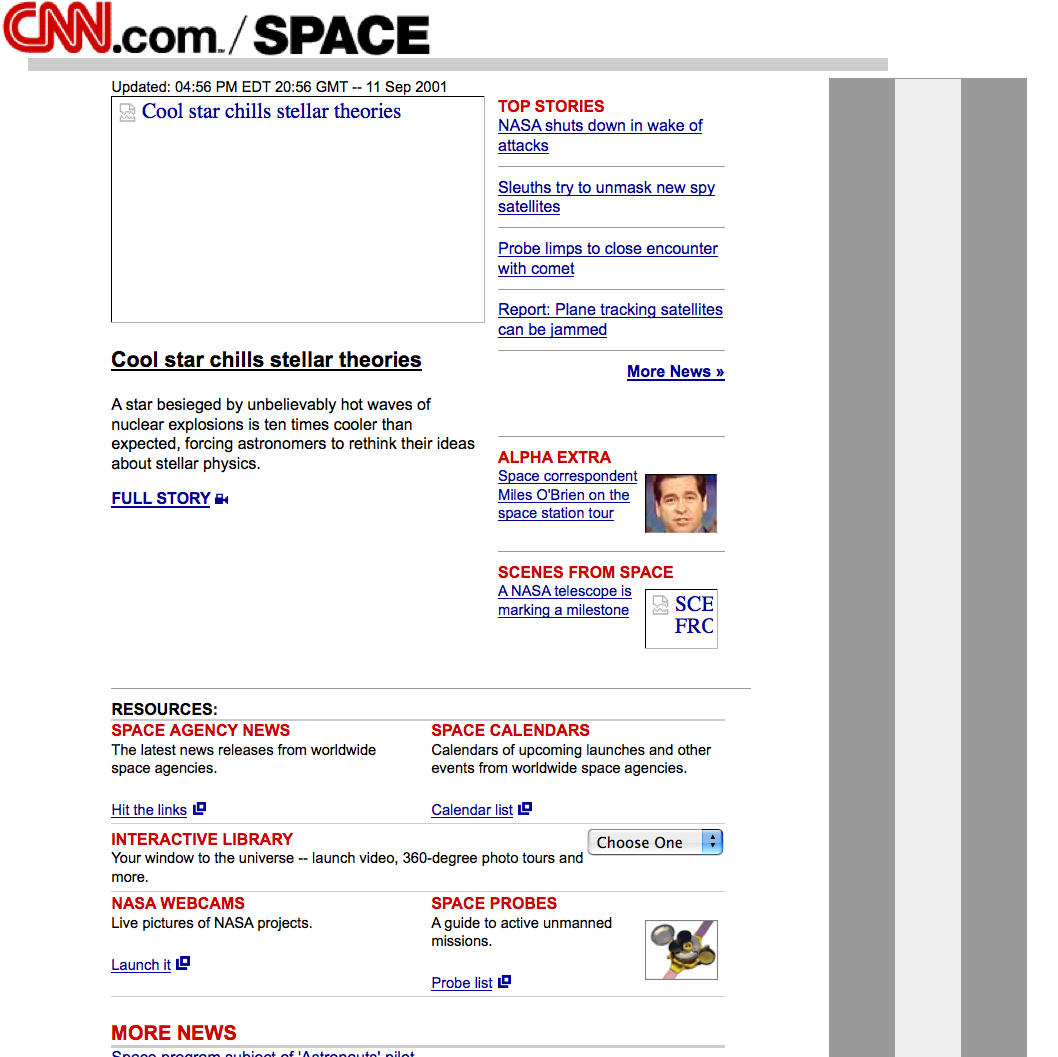 CNN.com™/SPACE
Updated: 04:56 PM EDT 20:56 GMT -- 11 Sep 2001
Cool star chills stellar theories
Cool star chills stellar theories
A star besieged by unbelievably hot waves of
nuclear explosions is ten times cooler than
expected, forcing astronomers to rethink their ideas
about stellar physics.
FULL STORY
TOP STORIES
NASA shuts down in wake of
attacks
Sleuths try to unmask new spy
satellites
Probe limps to close encounter
with comet
Report: Plane tracking satellites
can be jammed
More News »
ALPHA EXTRA
Space correspondent
Miles O'Brien on the
space station tour
SCENES FROM SPACE
A NASA telescope is
marking a milestone
SCE
FRO
RESOURCES:
SPACE AGENCY NEWS
The latest news releases from worldwide
space agencies.
Hit the links
SPACE CALENDARS
Calendars of upcoming launches and other
events from worldwide space agencies.
Calendar list
INTERACTIVE LIBRARY
Your window to the universe -- launch video, 360-degree photo tours and
more.
Choose One
NASA WEBCAMS
Live pictures of NASA projects.
Launch it
SPACE PROBES
A guide to active unmanned
missions.
Probe list
MORE NEWS
Space program subject of 'Astronauts' pilot